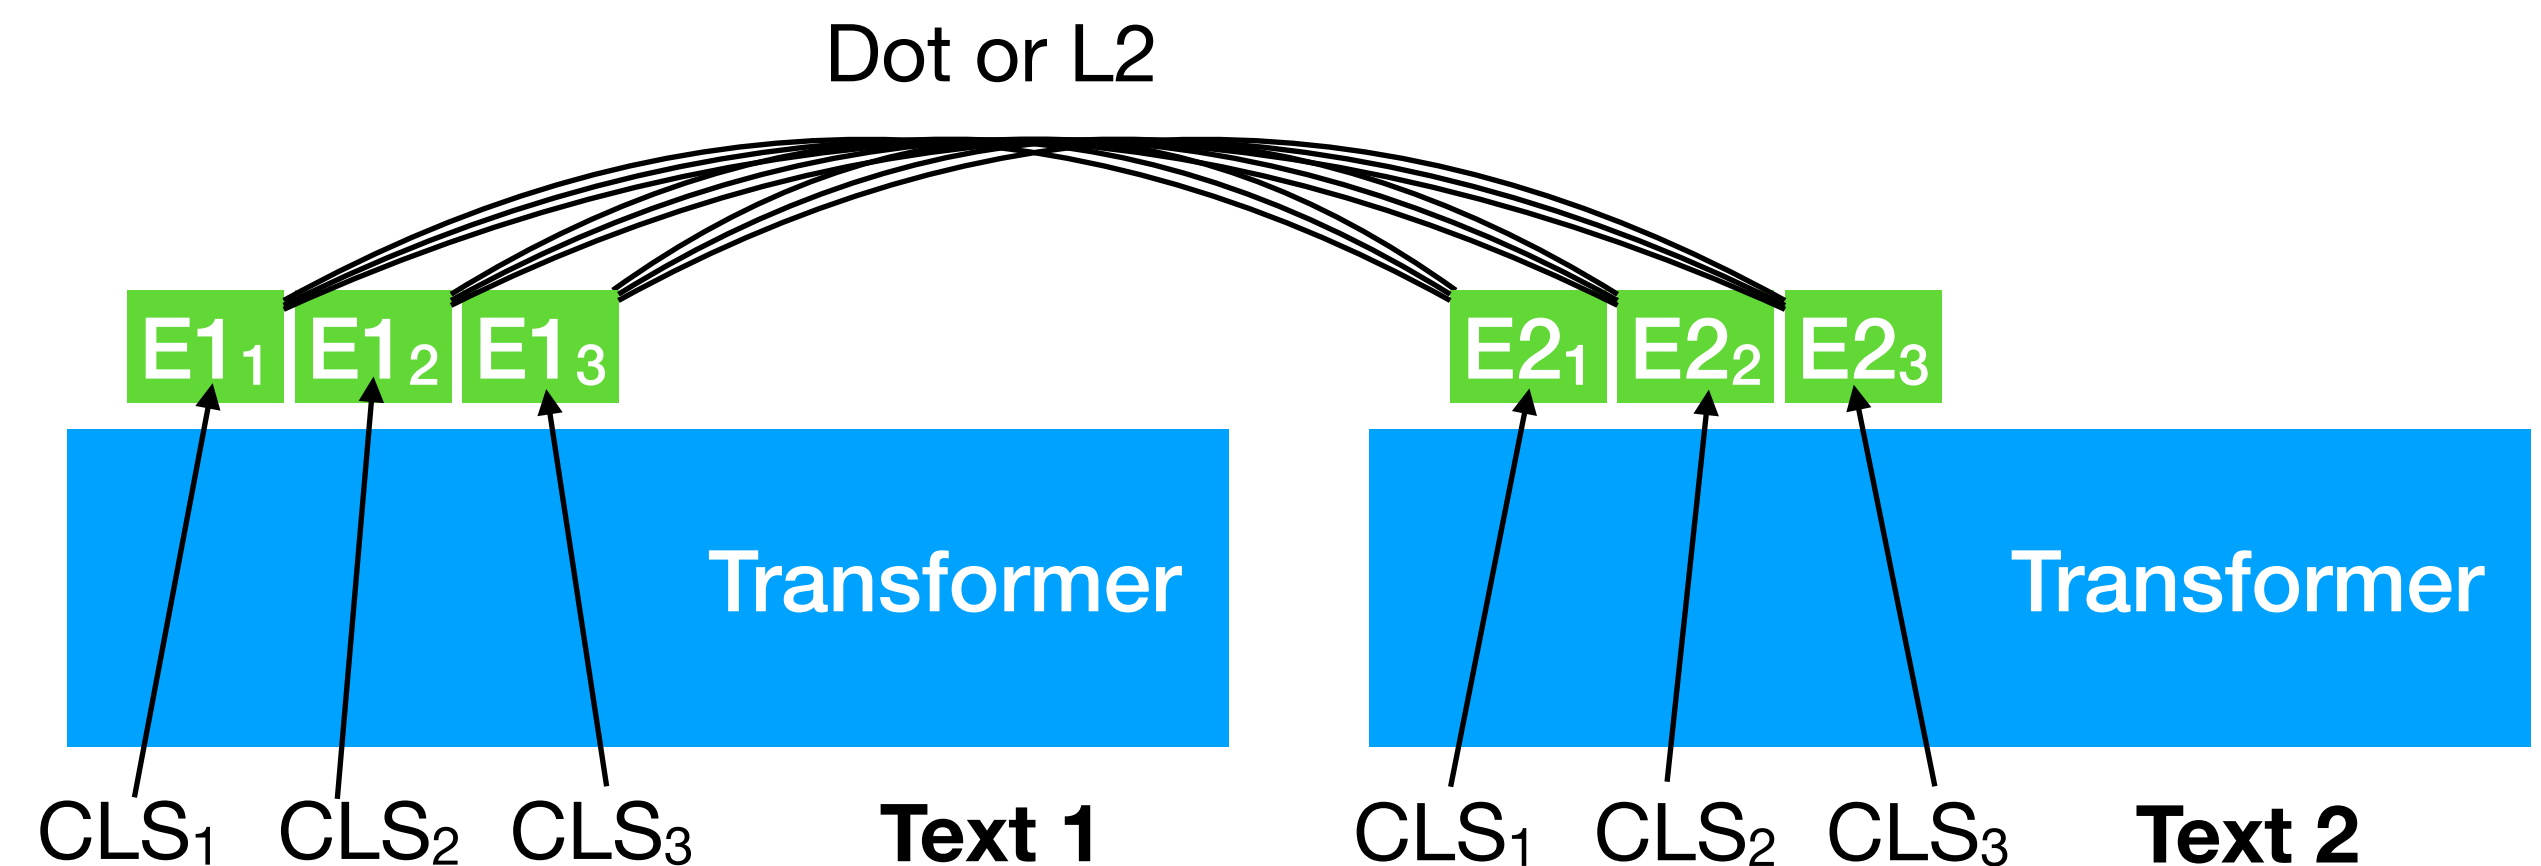 Dot or L2
E1₁ E1₂ E1₃ E2₁ E2₂ E2₃
Transformer Transformer
CLS₁ CLS₂ CLS₃ Text 1 CLS₁ CLS₂ CLS₃ Text 2